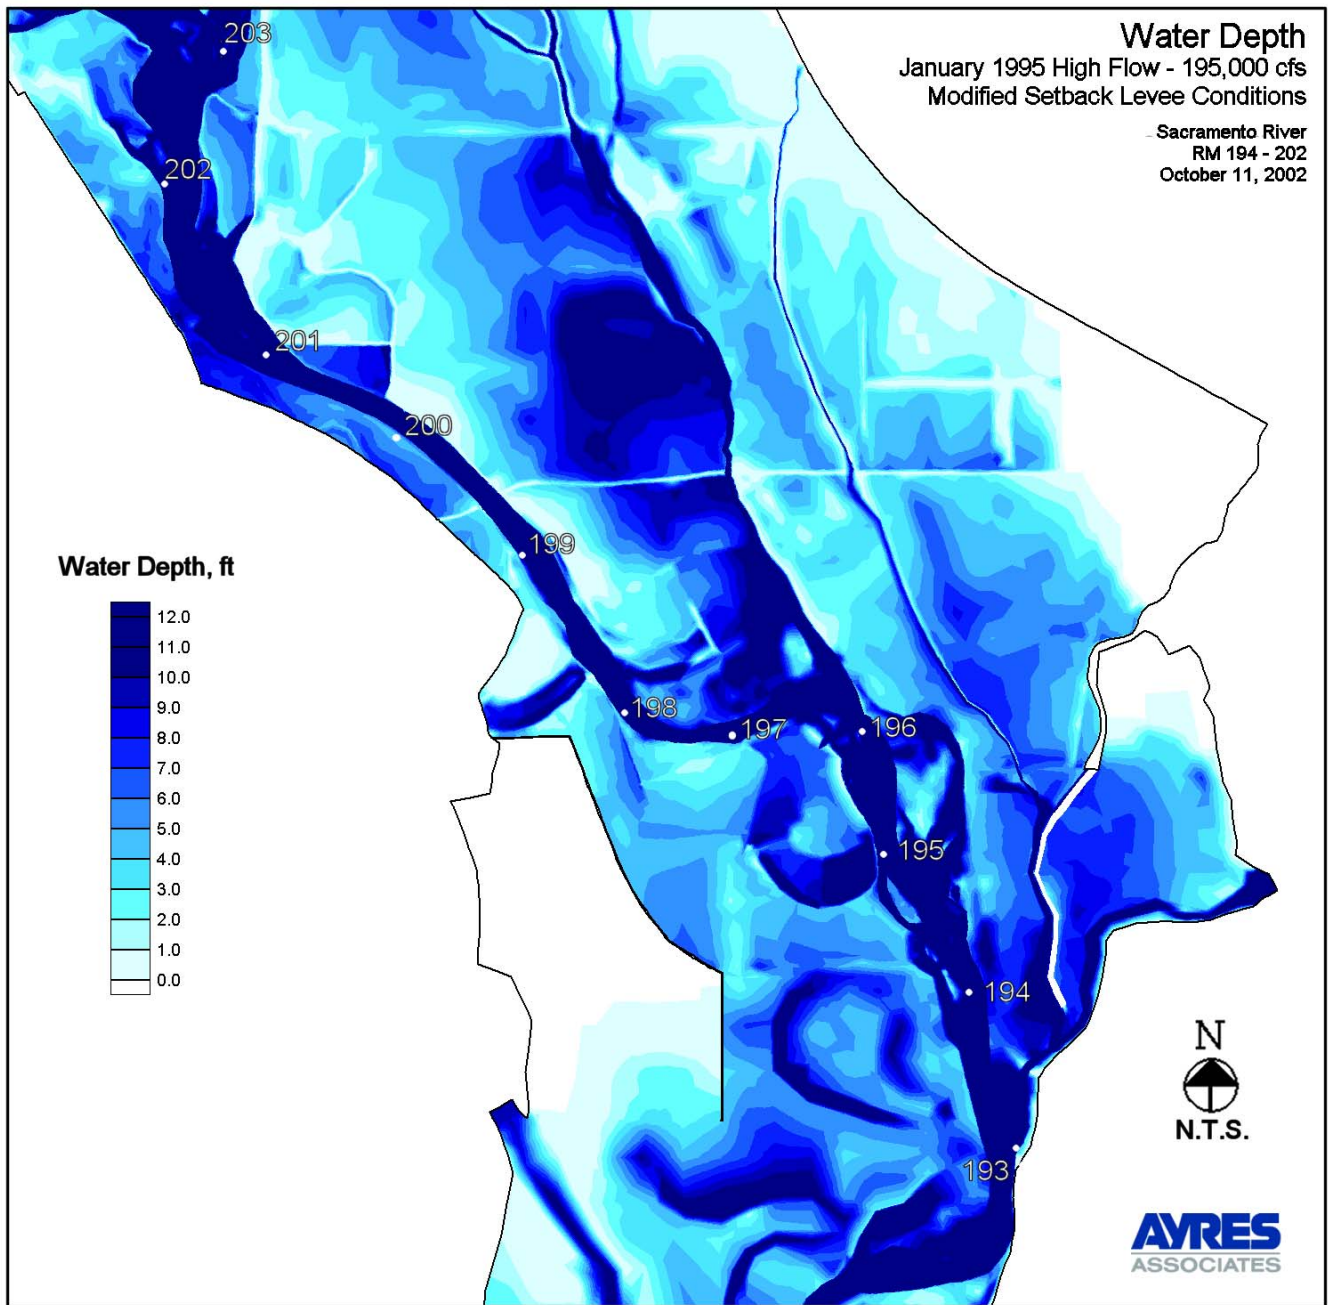 Water Depth
January 1995 High Flow - 195,000 cfs
Modified Setback Levee Conditions
Sacramento River
RM 194 - 202
October 11, 2002
203
202
201
200
199
198
197
196
195
194
193
Water Depth, ft
12.0
11.0
10.0
9.0
8.0
7.0
6.0
5.0
4.0
3.0
2.0
1.0
0.0
N
N.T.S.
AYRES
ASSOCIATES